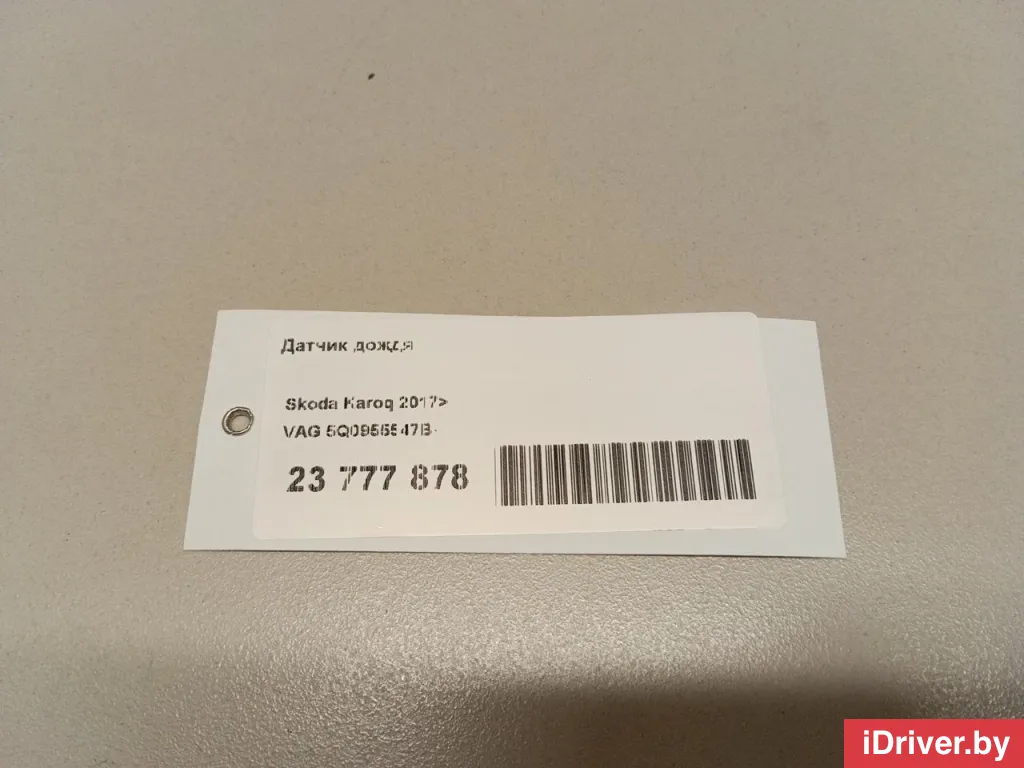 Датчик дождя
Skoda Karoq 2017>
VAG 5Q0955547B
23 777 878
iDriver.by